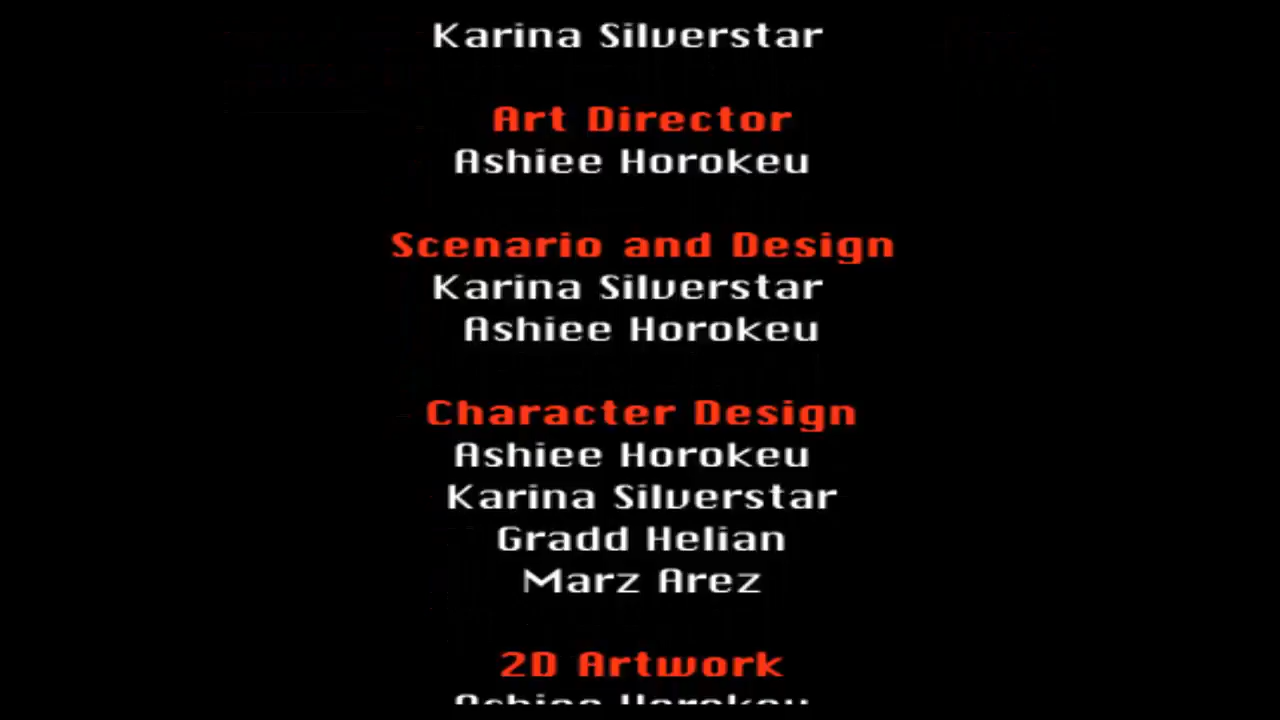 Karina Silverstar
Art Director
Ashiee Horokeu
Scenario and Design
Karina Silverstar
Ashiee Horokeu
Character Design
Ashiee Horokeu
Karina Silverstar
Gradd Helian
Marz Arez
2D Artwork
Ashiee Horokeu